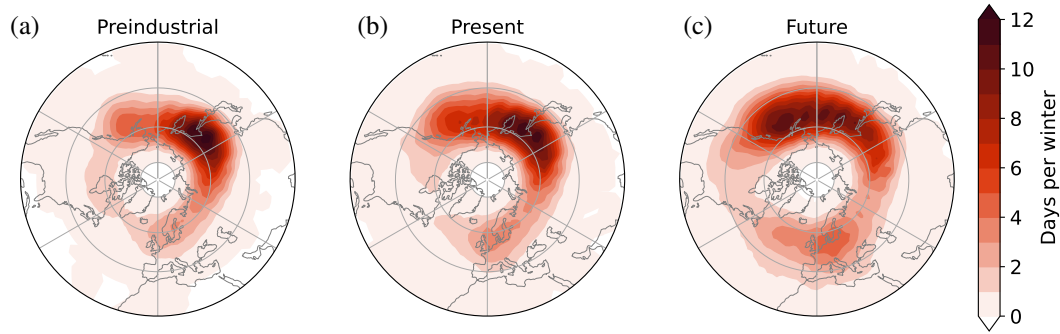 (a) Preindustrial
(b) Present
(c) Future
12
10
8
6
4
2
0
Days per winter